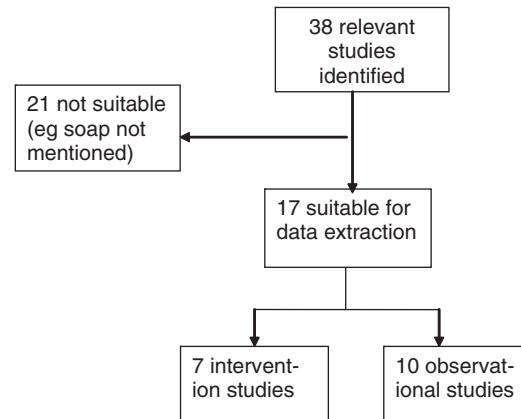 38 relevant
studies
identified
21 not suitable
(eg soap not
mentioned)
17 suitable for
data extraction
7 intervent-
ion studies
10 observat-
ional studies